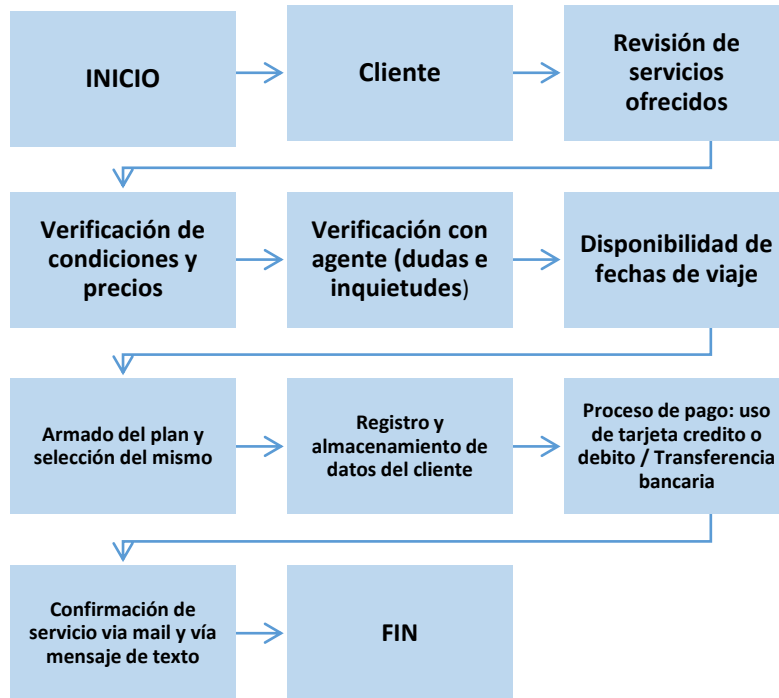 INICIO
Cliente
Revisión de
servicios
ofrecidos
Verificación de
condiciones y
precios
Verificación con
agente (dudas e
inquietudes)
Disponibilidad de
fechas de viaje
Armado del plan y
selección del mismo
Registro y
almacenamiento de
datos del cliente
Proceso de pago: uso
de tarjeta credito o
debito / Transferencia
bancaria
Confirmación de
servicio via mail y vía
mensaje de texto
FIN